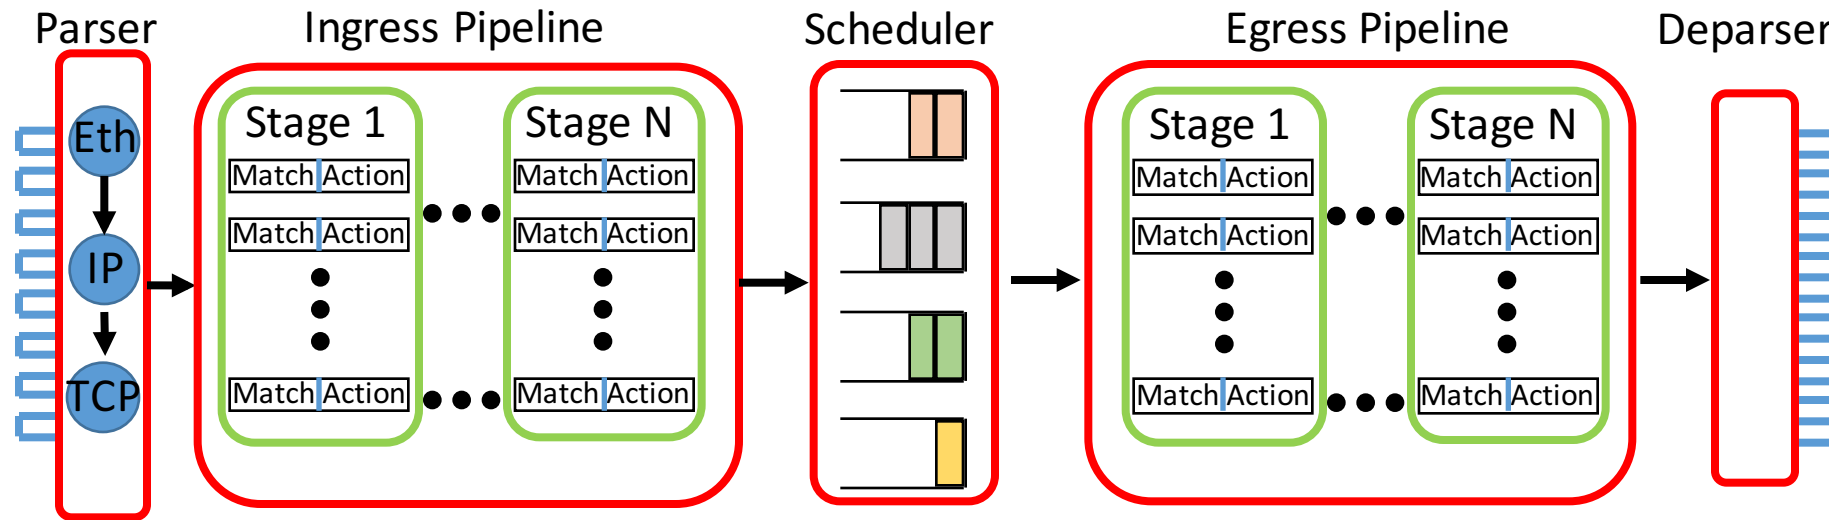 Parser
Ingress Pipeline
Scheduler
Egress Pipeline
Deparser
Eth
IP
TCP
Stage 1
Match Action
Match Action
Match Action
Stage N
Match Action
Match Action
Match Action
Stage 1
Match Action
Match Action
Match Action
Stage N
Match Action
Match Action
Match Action